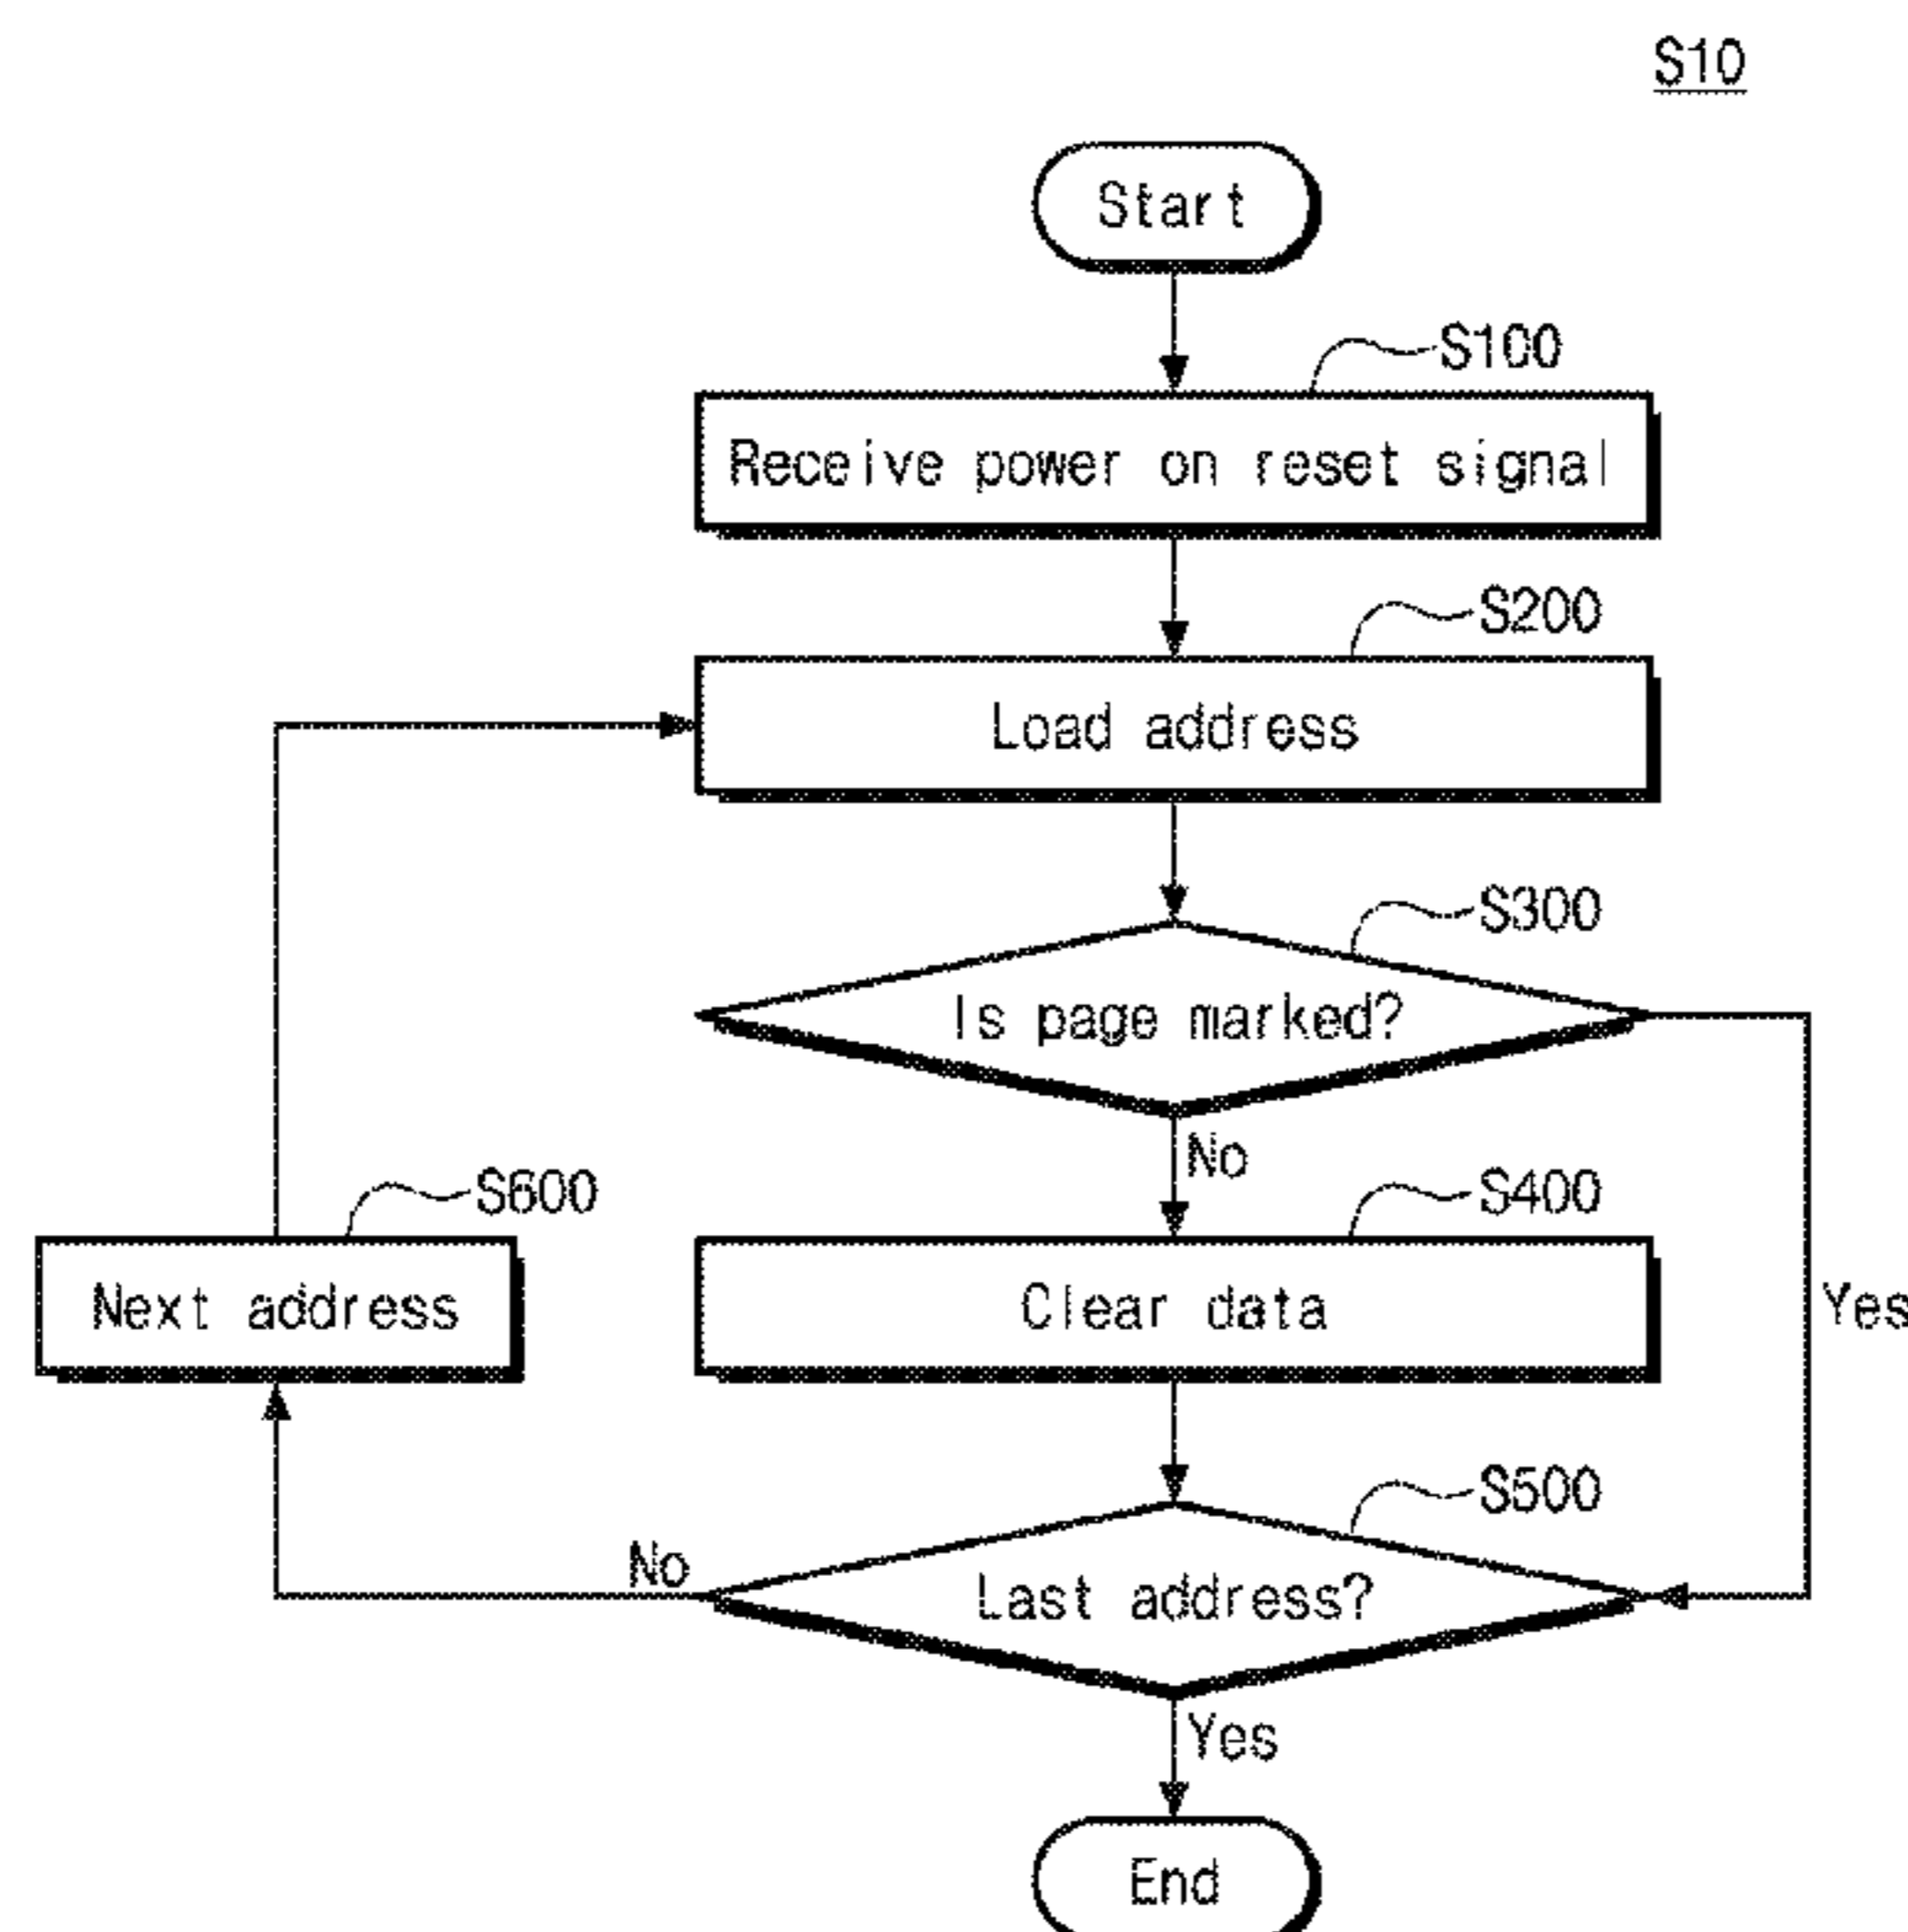 S10
Start
S100
Receive power on reset signal
S200
Load address
S300
Is page marked?
No
S600
S400
Next address
Clear data
Yes
S500
No
Last address?
Yes
End